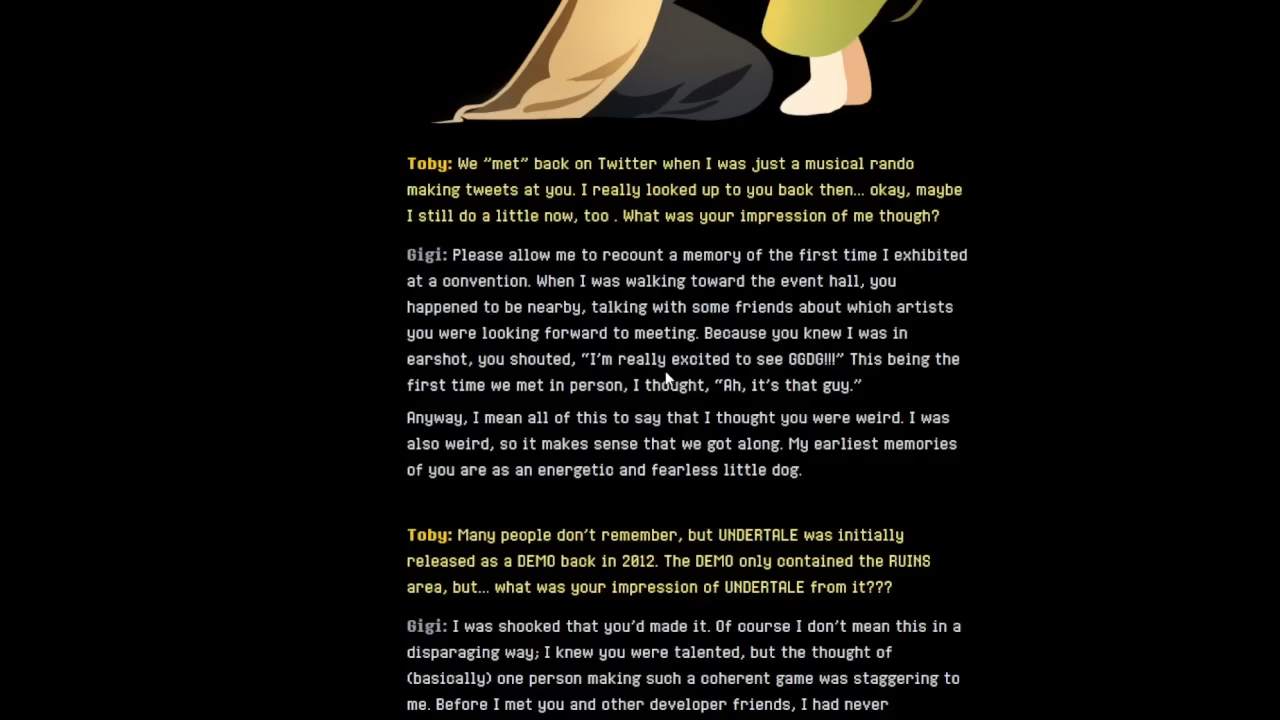 Toby: We “met” back on Twitter when I was just a musical rando
making tweets at you. I really looked up to you back then... okay, maybe
I still do a little now, too . What was your impression of me though?
Gigi: Please allow me to recount a memory of the first time I exhibited
at a convention. When I was walking toward the event hall, you
happened to be nearby, talking with some friends about which artists
you were looking forward to meeting. Because you knew I was in
earshot, you shouted, “I’m really excited to see GGDG!!!” This being the
first time we met in person, I thought, “Ah, it’s that guy.”
Anyway, I mean all of this to say that I thought you were weird. I was
also weird, so it makes sense that we got along. My earliest memories
of you are as an energetic and fearless little dog.
Toby: Many people don’t remember, but UNDERTALE was initially
released as a DEMO back in 2012. The DEMO only contained the RUINS
area, but... what was your impression of UNDERTALE from it???
Gigi: I was shocked that you’d made it. Of course I don’t mean this in a
disparaging way; I knew you were talented, but the thought of
(basically) one person making such a coherent game was staggering to
me. Before I met you and other developer friends, I had never